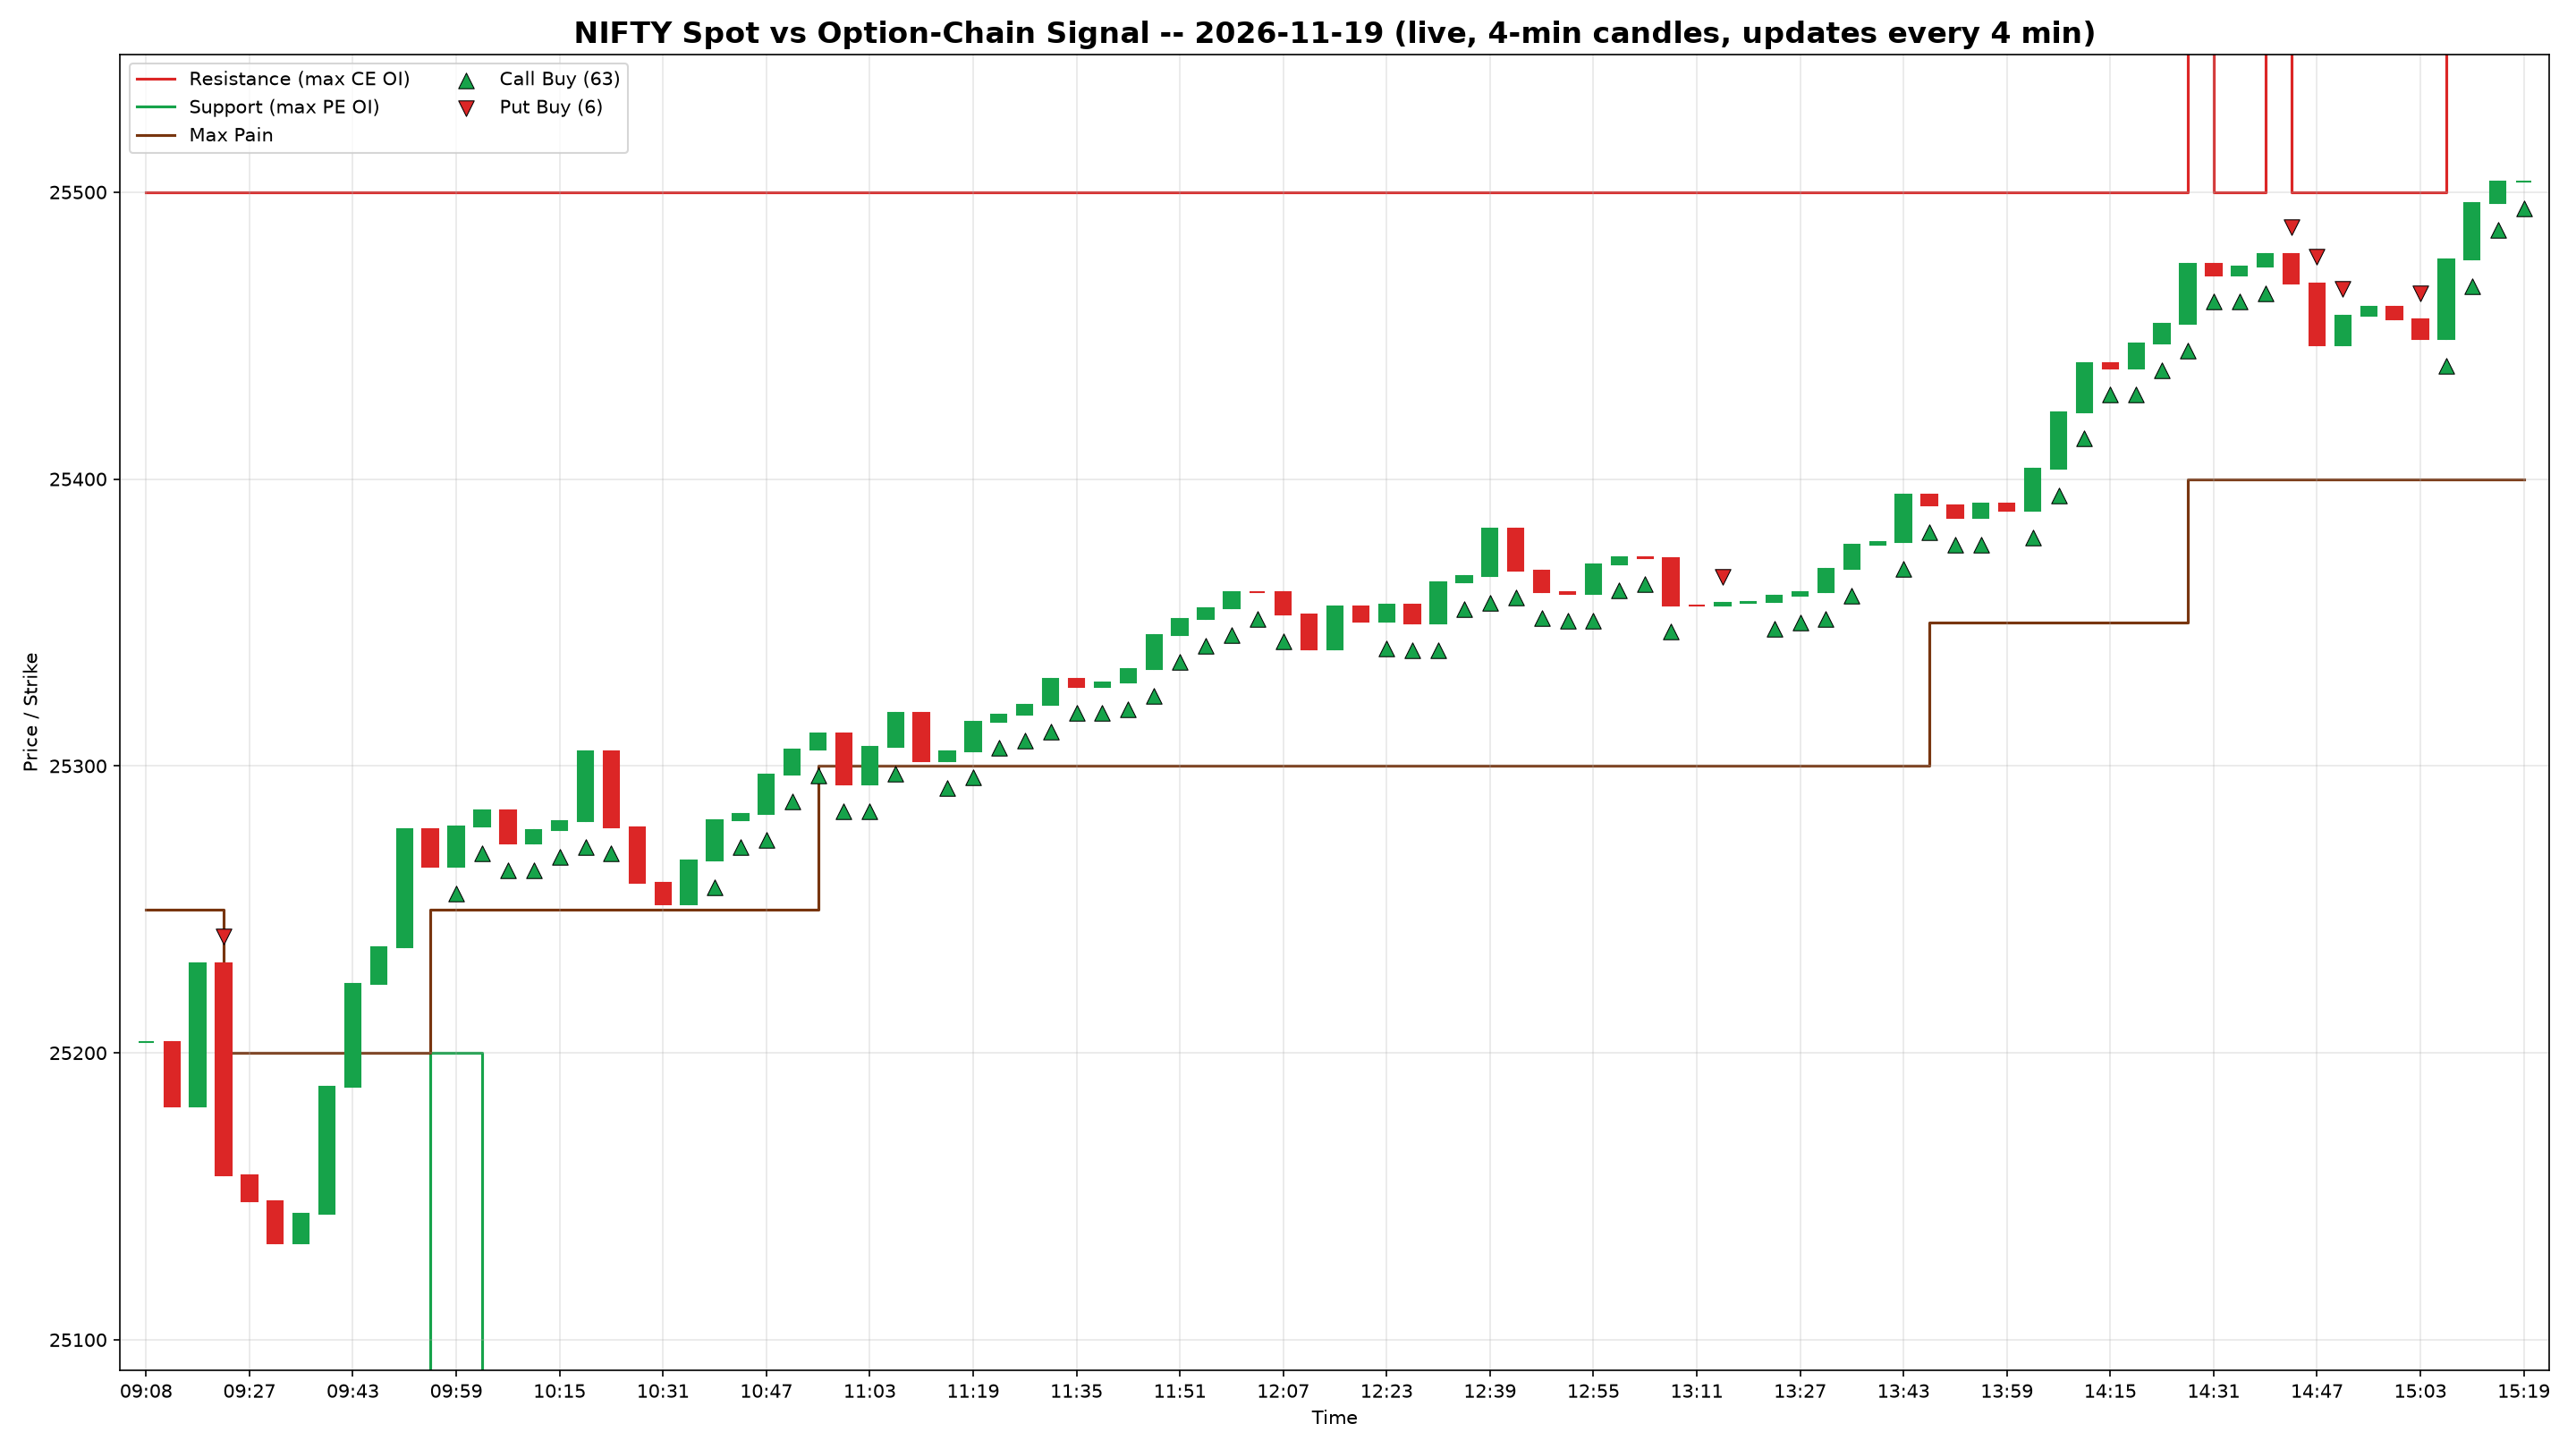 NIFTY Spot vs Option-Chain Signal -- 2026-11-19 (live, 4-min candles, updates every 4 min)
Resistance (max CE OI)
Support (max PE OI)
Max Pain
Call Buy (63)
Put Buy (6)
Price / Strike
25500
25400
25300
25200
25100
09:08 09:27 09:43 09:59 10:15 10:31 10:47 11:03 11:19 11:35 11:51 12:07 12:23 12:39 12:55 13:11 13:27 13:43 13:59 14:15 14:31 14:47 15:03 15:19
Time